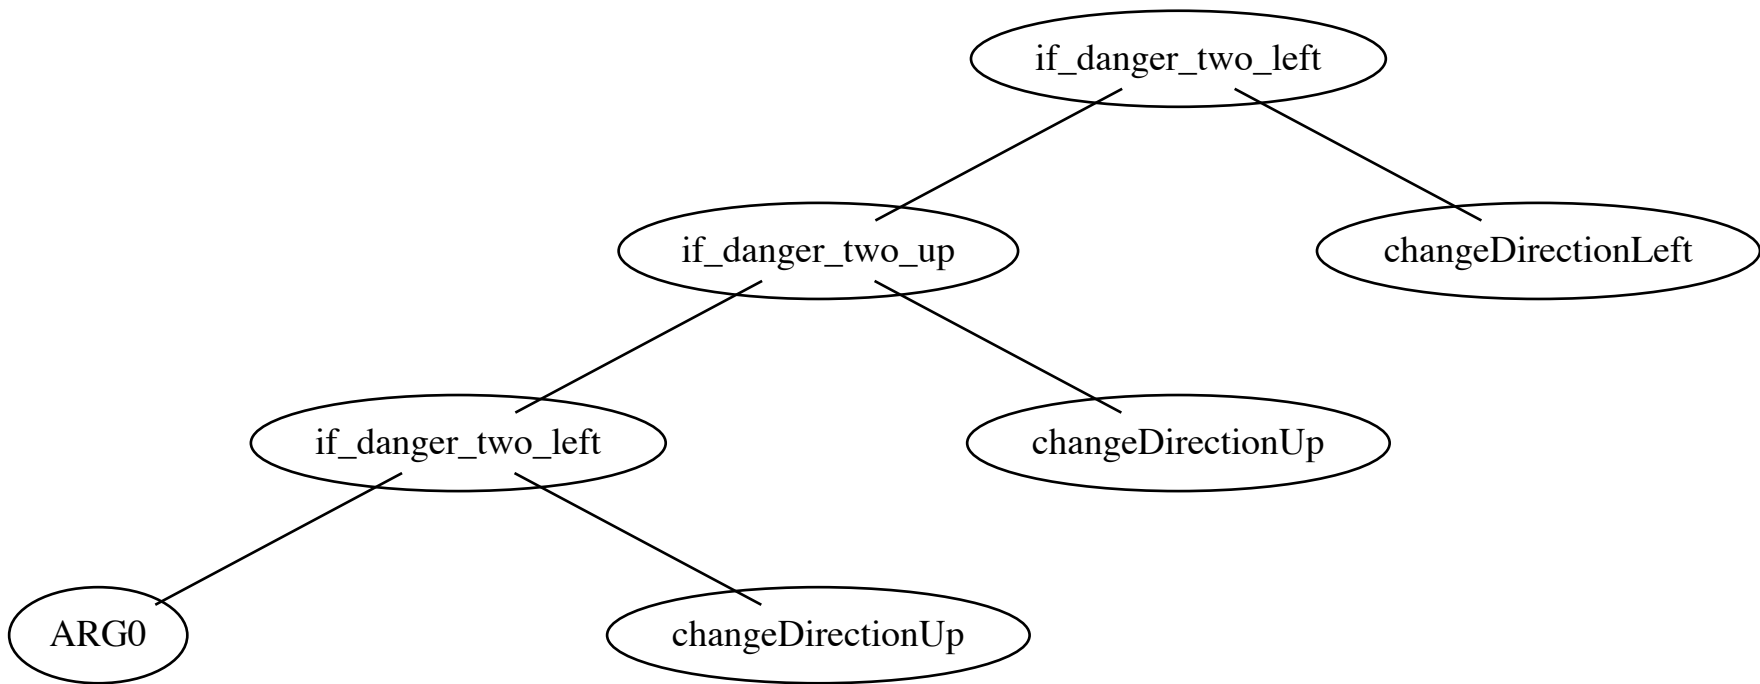 if_danger_two_left
if_danger_two_up
changeDirectionLeft
if_danger_two_left
changeDirectionUp
ARG0
changeDirectionUp